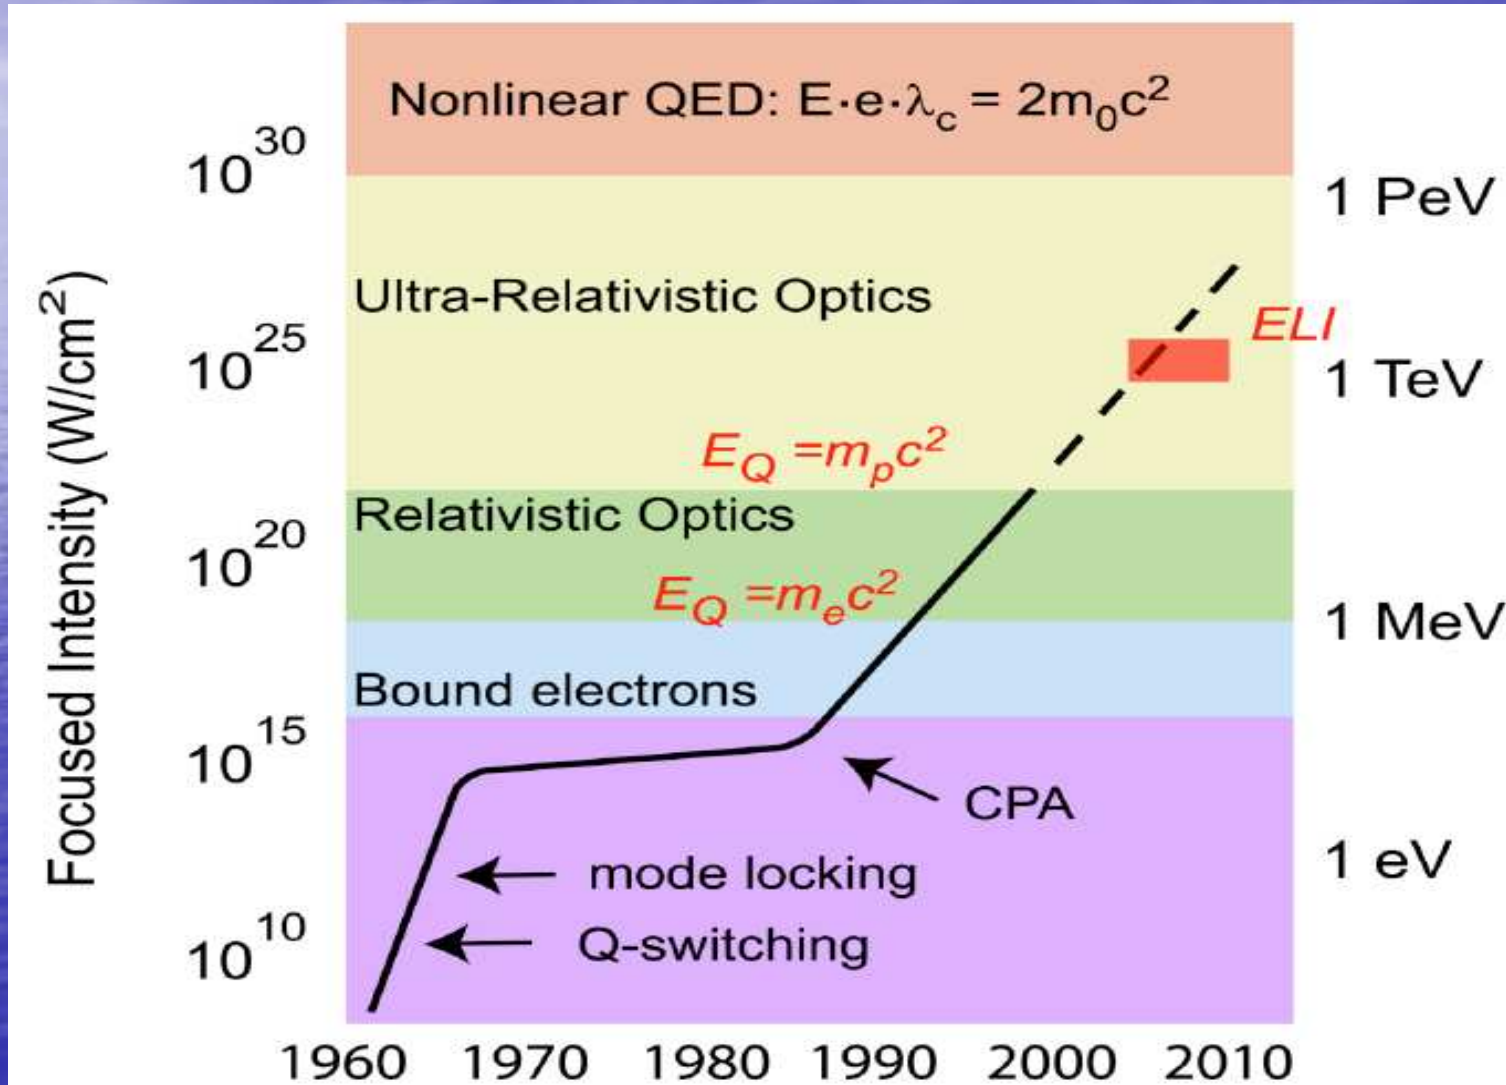 Nonlinear QED: E·e·λc = 2m0c²
10^30
1 PeV
Ultra-Relativistic Optics
ELI
10^25
1 TeV
EQ =mpc²
Relativistic Optics
10^20
EQ =mec²
1 MeV
Bound electrons
10^15
CPA
1 eV
mode locking
Q-switching
10^10
Focused Intensity (W/cm²)
1960 1970 1980 1990 2000 2010